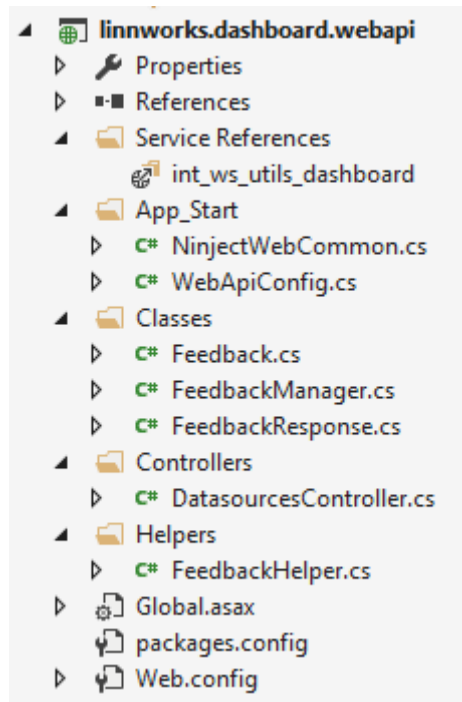 linnworks.dashboard.webapi
Properties
References
Service References
int_ws_utils_dashboard
App_Start
C# NinjectWebCommon.cs
C# WebApiConfig.cs
Classes
C# Feedback.cs
C# FeedbackManager.cs
C# FeedbackResponse.cs
Controllers
C# DatasourcesController.cs
Helpers
C# FeedbackHelper.cs
Global.asax
packages.config
Web.config